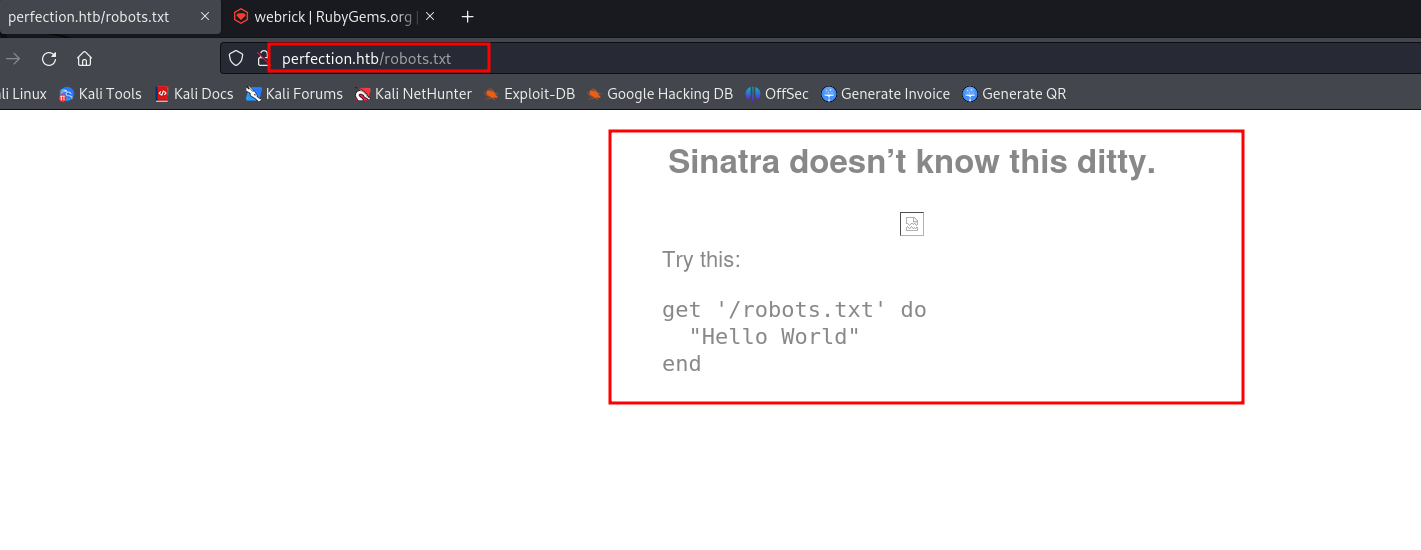 perfection.htb/robots.txt
webrick | RubyGems.org |
perfection.htb/robots.txt
li Linux Kali Tools Kali Docs Kali Forums Kali NetHunter Exploit-DB Google Hacking DB OffSec Generate Invoice Generate QR
Sinatra doesn’t know this ditty.
Try this:
get '/robots.txt' do
  "Hello World"
end